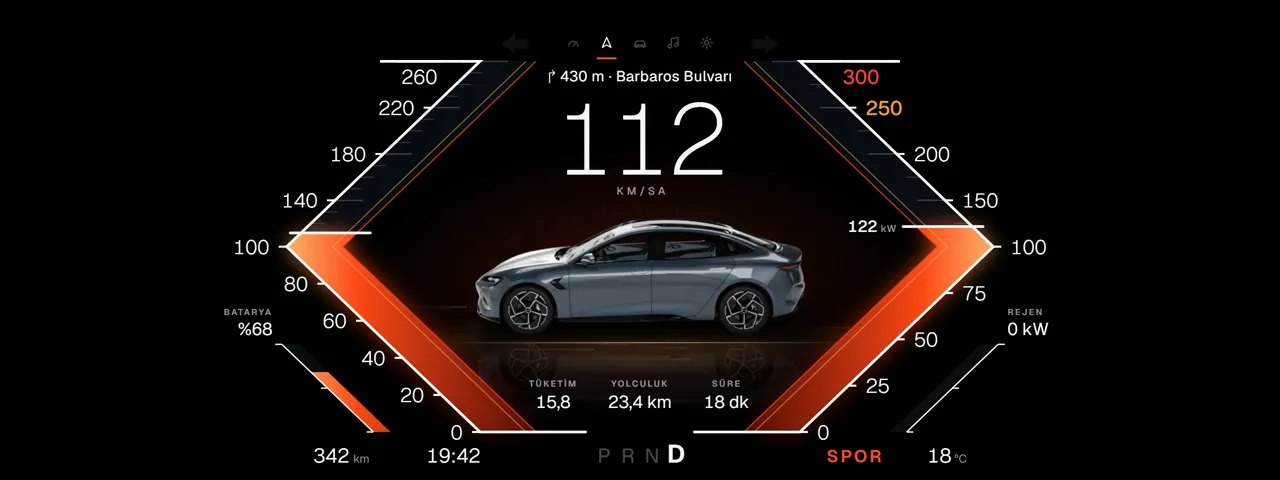 430 m · Barbaros Bulvarı
112
KM/SA
260
220
180
140
100
80
60
40
20
0
300
250
200
150
122 kW
100
75
50
25
0
BATARYA
%68
342 km
REJEN
0 kW
TÜKETİM YOLCULUK SÜRE
15,8 23,4 km 18 dk
19:42
P R N D
SPOR
18 °C